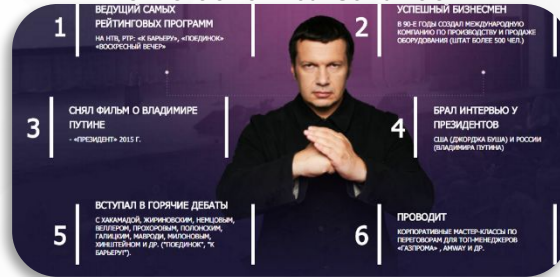 1
ВЕДУЩИЙ САМЫХ
РЕЙТИНГОВЫХ ПРОГРАММ
НА НТВ, РТР: «К БАРЬЕРУ», «ПОЕДИНОК»
«ВОСКРЕСНЫЙ ВЕЧЕР»
2
УСПЕШНЫЙ БИЗНЕСМЕН
В 90-Е ГОДЫ СОЗДАЛ МЕЖДУНАРОДНУЮ
КОМПАНИЮ ПО ПРОИЗВОДСТВУ И ПРОДАЖЕ
ОБОРУДОВАНИЯ (ШТАТ БОЛЕЕ 500 ЧЕЛ.)
3
СНЯЛ ФИЛЬМ О ВЛАДИМИРЕ
ПУТИНЕ
- «ПРЕЗИДЕНТ» 2015 Г.
4
БРАЛ ИНТЕРВЬЮ У
ПРЕЗИДЕНТОВ
США (ДЖОРДЖА БУША) И РОССИИ
(ВЛАДИМИРА ПУТИНА)
5
ВСТУПАЛ В ГОРЯЧИЕ ДЕБАТЫ
С ХАКАМАДОЙ, ЖИРИНОВСКИМ, НЕМЦОВЫМ,
ВЕЛЛЕРОМ, ПРОХОРОВЫМ, ПОЛОНСКИМ,
ГАЛИЦКИМ, МАВРОДИ, МИЛОНОВЫМ,
ХИНШТЕЙНОМ И ДР. ("ПОЕДИНОК", "К
БАРЬЕРУ!").
6
ПРОВОДИТ
КОРПОРАТИВНЫЕ МАСТЕР-КЛАССЫ ПО
ПЕРЕГОВОРАМ ДЛЯ ТОП-МЕНЕДЖЕРОВ
«ГАЗПРОМА» , AMWAY И ДР.